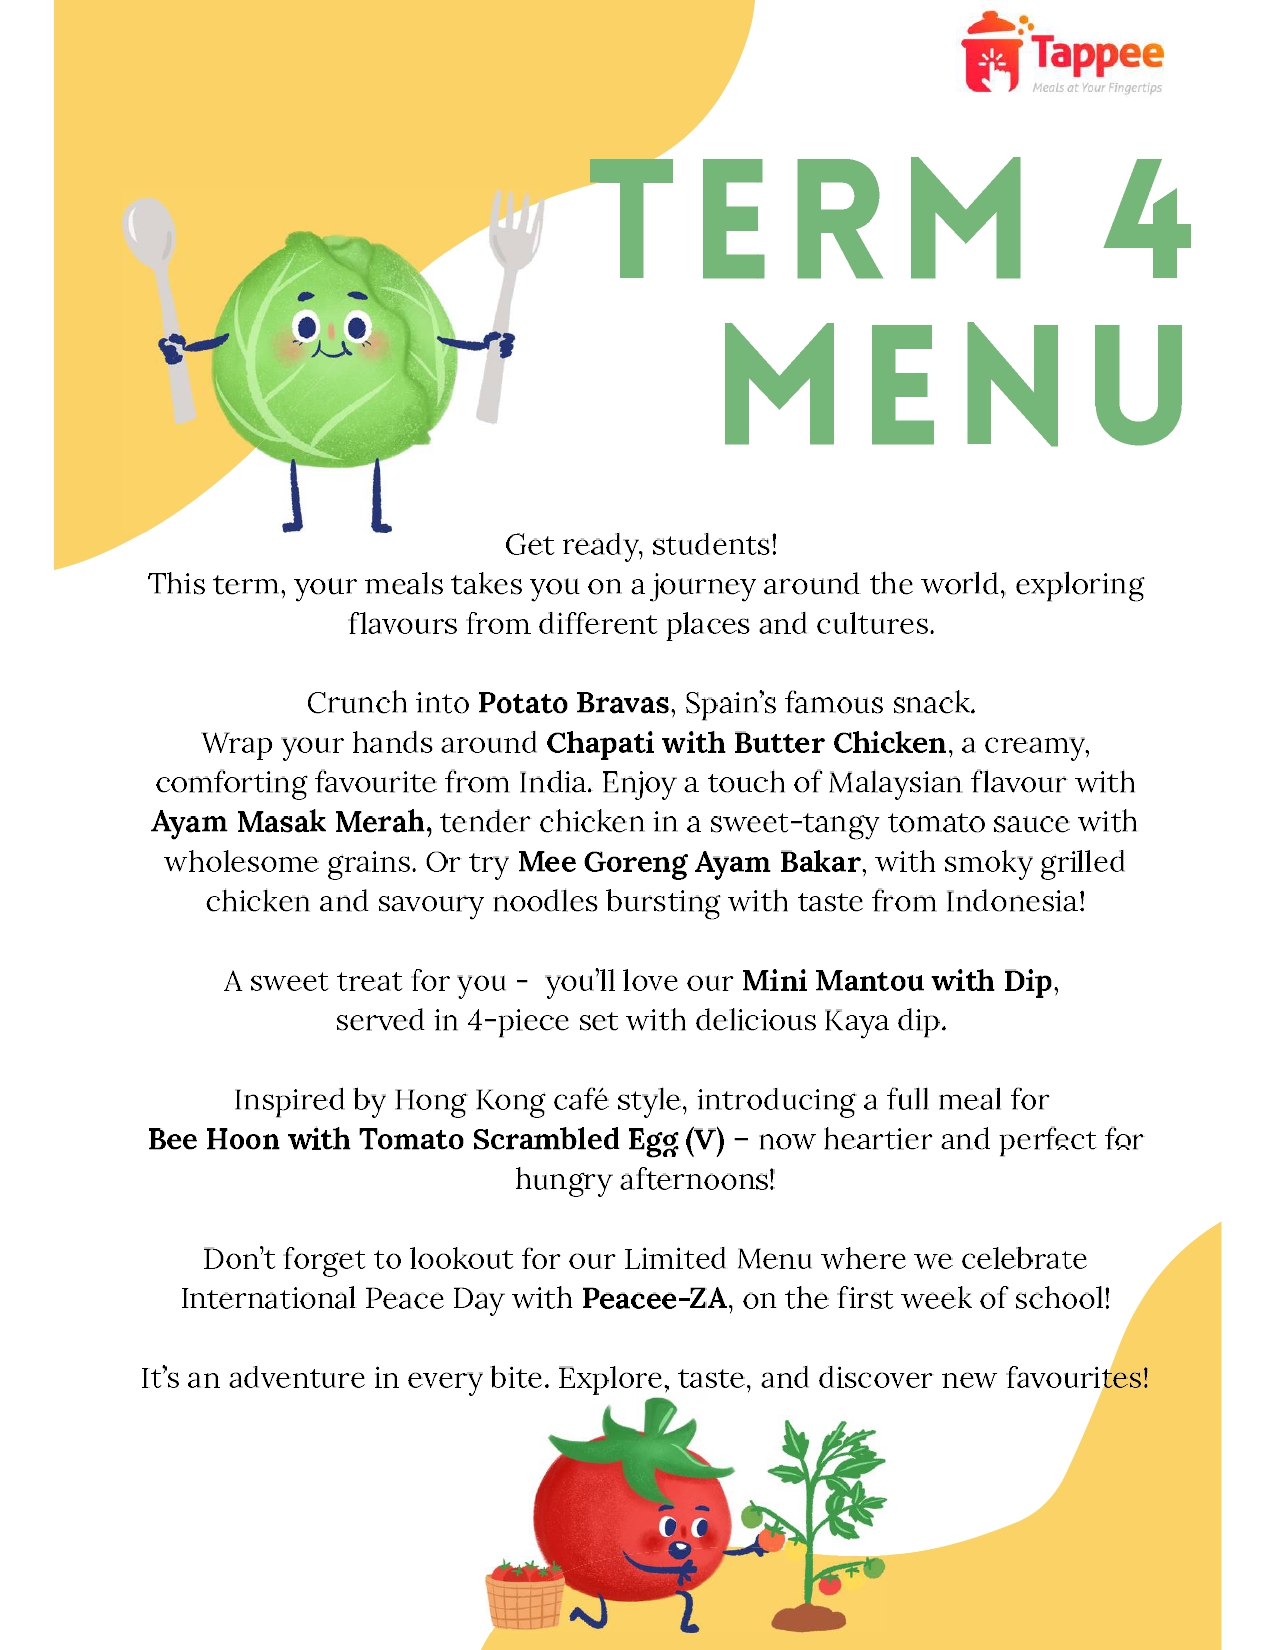 Tappee
Meals at Your Fingertips
TERM 4
MENU
Get ready, students!
This term, your meals takes you on a journey around the world, exploring
flavours from different places and cultures.
Crunch into Potato Bravas, Spain's famous snack.
Wrap your hands around Chapati with Butter Chicken, a creamy,
comforting favourite from India. Enjoy a touch of Malaysian flavour with
Ayam Masak Merah, tender chicken in a sweet-tangy tomato sauce with
wholesome grains. Or try Mee Goreng Ayam Bakar, with smoky grilled
chicken and savoury noodles bursting with taste from Indonesia!
A sweet treat for you - you'll love our Mini Mantou with Dip,
served in 4-piece set with delicious Kaya dip.
Inspired by Hong Kong café style, introducing a full meal for
Bee Hoon with Tomato Scrambled Egg (V) – now heartier and perfect for
hungry afternoons!
Don't forget to lookout for our Limited Menu where we celebrate
International Peace Day with Peacee-ZA, on the first week of school!
It's an adventure in every bite. Explore, taste, and discover new favourites!